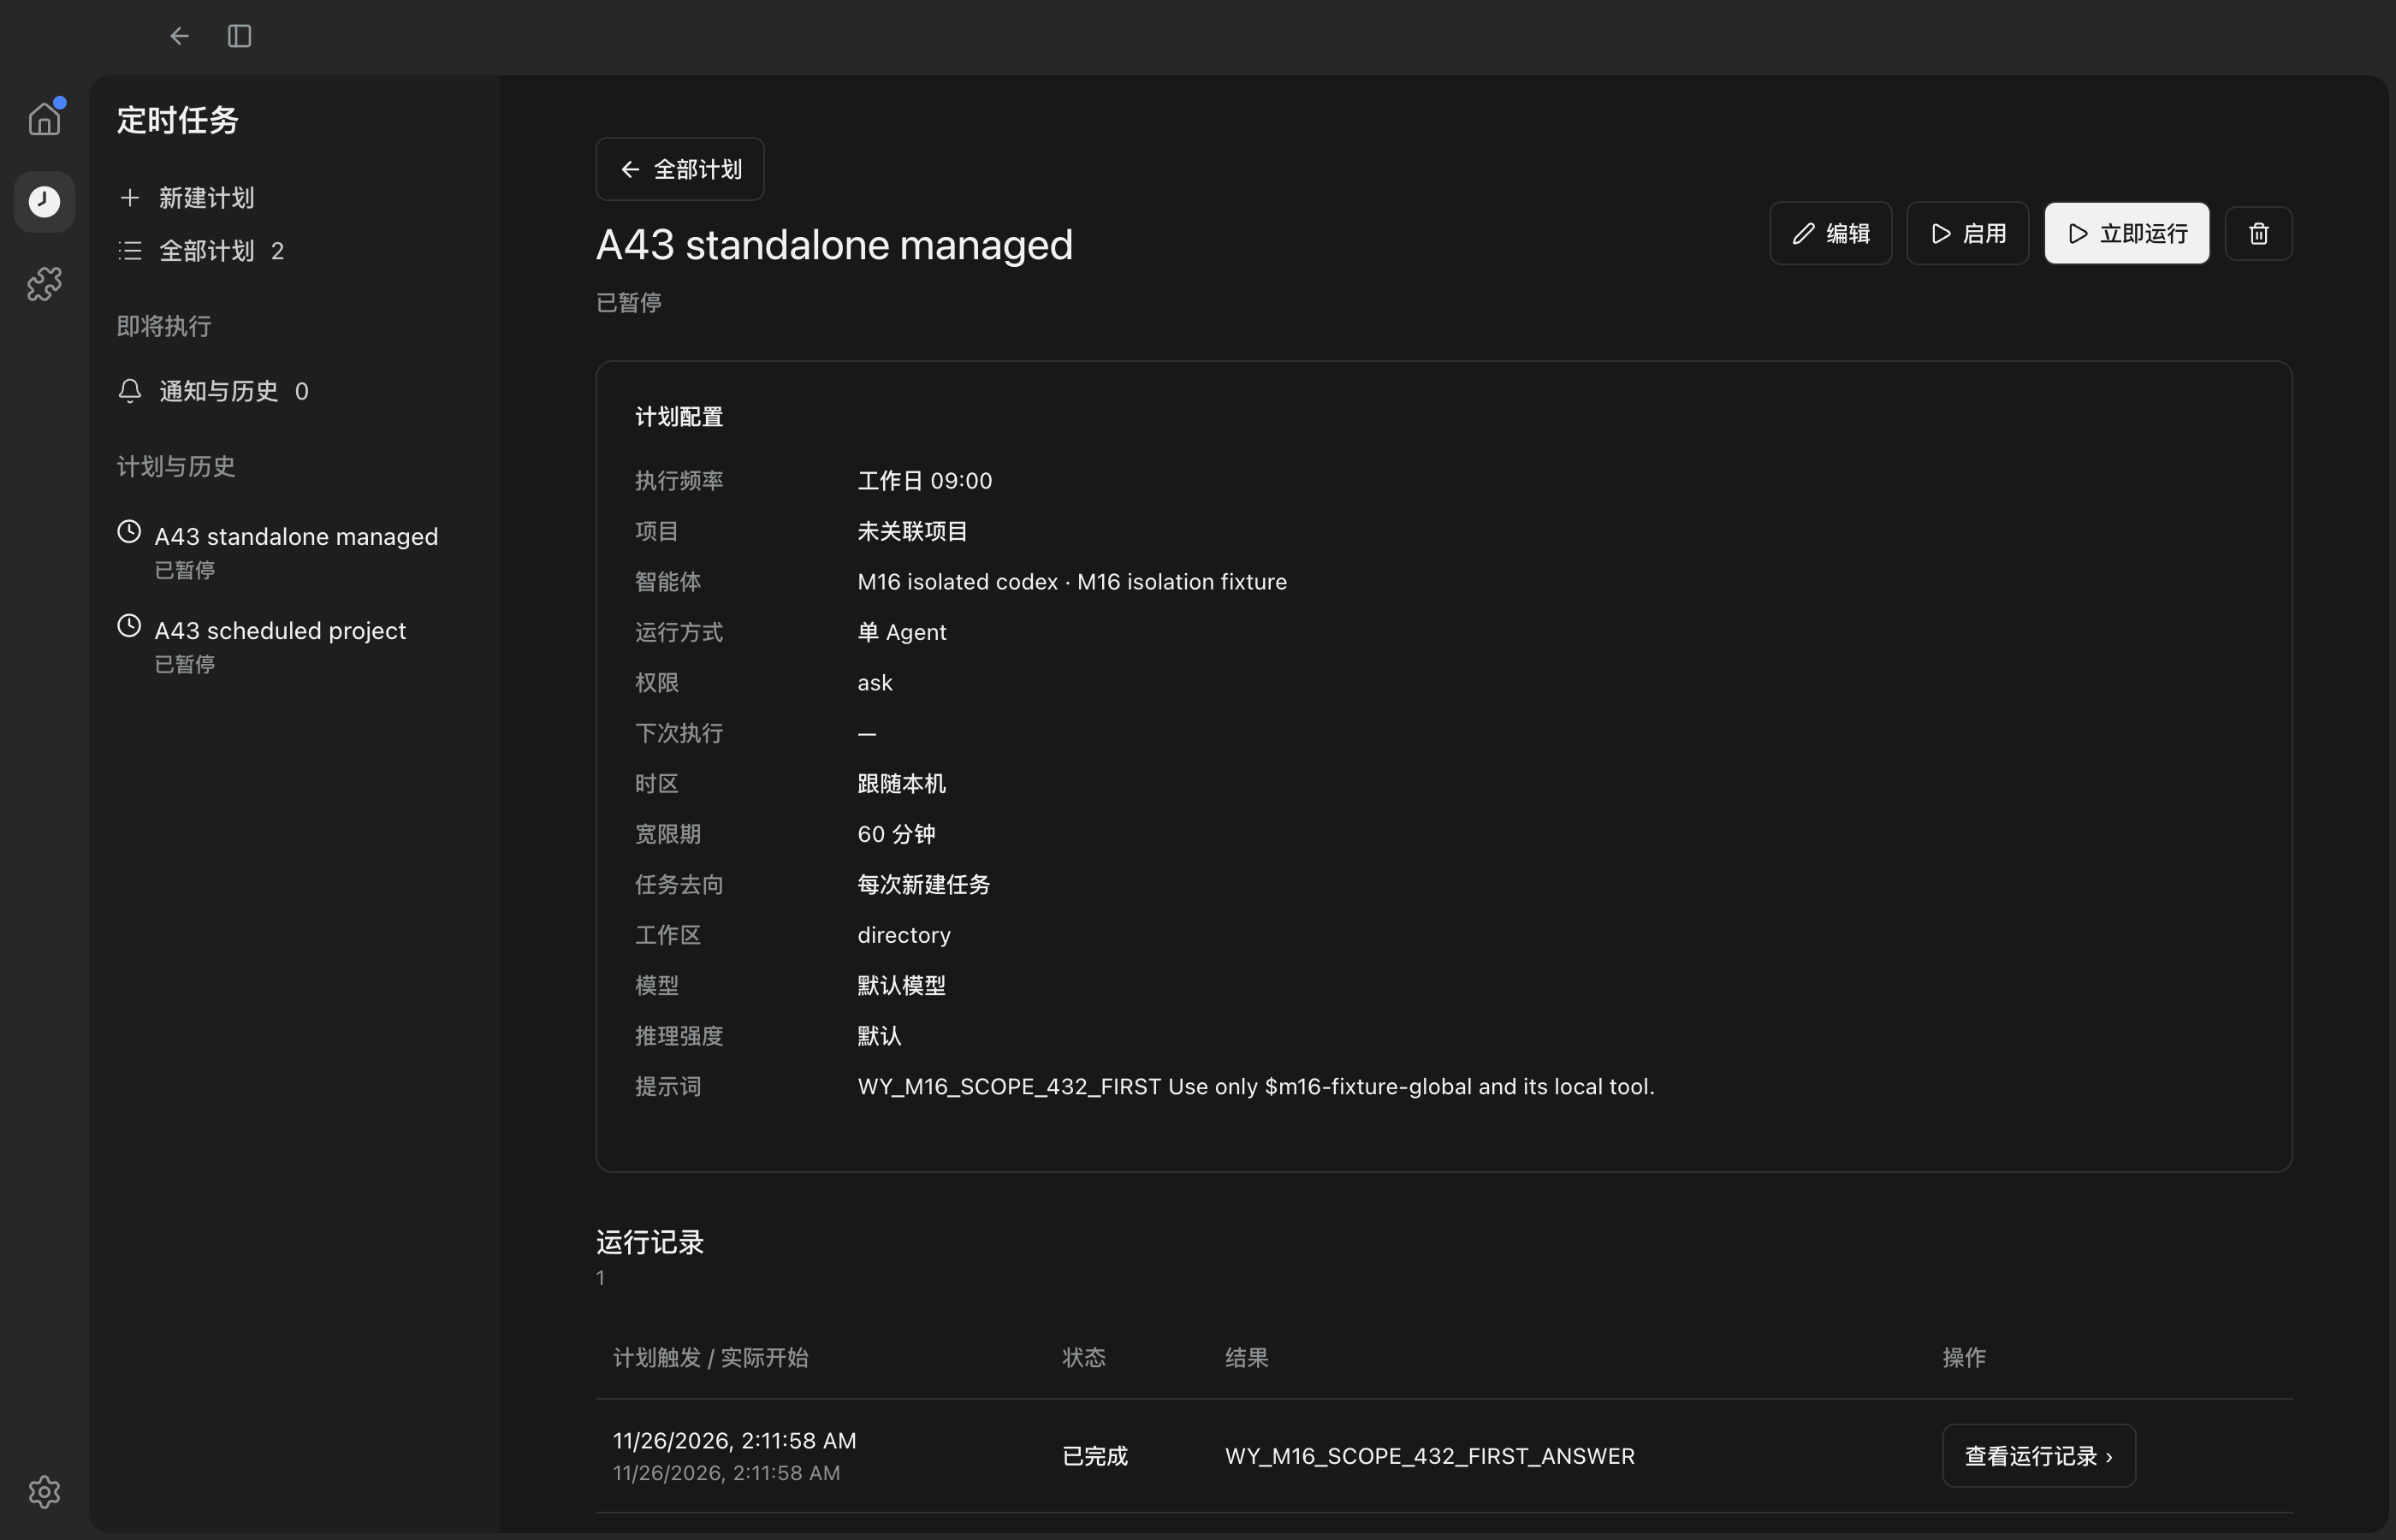 定时任务
新建计划
全部计划 2
即将执行
通知与历史 0
计划与历史
A43 standalone managed
已暂停
A43 scheduled project
已暂停
全部计划
A43 standalone managed
已暂停
编辑
启用
立即运行
计划配置
执行频率 工作日 09:00
项目 未关联项目
智能体 M16 isolated codex · M16 isolation fixture
运行方式 单 Agent
权限 ask
下次执行 —
时区 跟随本机
宽限期 60 分钟
任务去向 每次新建任务
工作区 directory
模型 默认模型
推理强度 默认
提示词 WY_M16_SCOPE_432_FIRST Use only $m16-fixture-global and its local tool.
运行记录
1
计划触发 / 实际开始 状态 结果 操作
11/26/2026, 2:11:58 AM
11/26/2026, 2:11:58 AM
已完成
WY_M16_SCOPE_432_FIRST_ANSWER
查看运行记录 ›